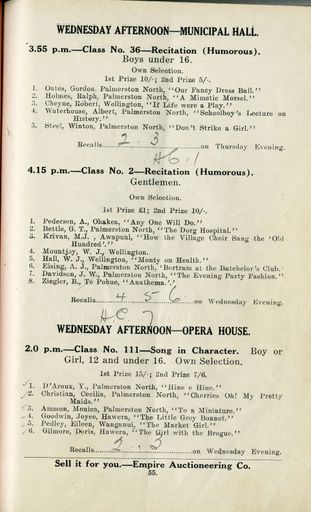 WEDNESDAY AFTERNOON—MUNICIPAL HALL.
3.55 p.m.—Class No. 36—Recitation (Humorous).
Boys under 16.
Own Selection.
1st Prize 10/-; 2nd Prize 5/-.
1. Oates, Gordon, Palmerston North, "Our Fancy Dress Ball."
2. Holmes, Ralph, Palmerston North, "A Mimetic Morsel."
3. Cheyne, Robert, Wellington, "If Life were a Play."
4. Waterhouse, Albert, Palmerston North, "Schoolboy's Lecture on
History."
5. Steel, Winton, Palmerston North, "Don't Strike a Girl."
Recalls 2. 3 on Thursday Evening.
H6.1
4.15 p.m.—Class No. 2—Recitation (Humorous).
Gentlemen.
Own Selection.
1st Prize £1; 2nd Prize 10/-.
1. Pedersen, A., Ohakea, "Any One Will Do."
2. Bettle, G. T., Palmerston North, "The Dorg Hospital."
3. Krivan, M.J., Awapuni, "How the Village Choir Sang the 'Old
Hundred'."
4. Mountjoy, W. J., Wellington.
5. Hall, W. J., Wellington, "Monty on Health."
6. Eising, A. J., Palmerston North, 'Bertram at the Batchelor's Club.'
7. Davidson, J. W., Palmerston North, "The Evening Party Fashion."
8. Ziegler, B., Te Pohue, "Anathema."
Recalls 4 5 6 on Wednesday Evening.
HC 7
WEDNESDAY AFTERNOON—OPERA HOUSE.
2.0 p.m.—Class No. 111—Song in Character. Boy or
Girl, 12 and under 16. Own Selection.
1st Prize 15/-; 2nd Prize 7/6.
1. D'Aroux, Y., Palmerston North, "Hine e Hine."
2. Christian, Cecilia, Palmerston North, "Cherries Oh! My Pretty
Maids."
3. Ammon, Monica, Palmerston North, "To a Miniature."
4. Goodwin, Joyce, Hawera, "The Little Grey Bonnet."
5. Pedley, Eileen, Wanganui, "The Market Girl."
6. Gilmore, Doris, Hawera, "The Girl with the Brogue."
Recalls 2. 3 on Wednesday Evening.
Sell it for you.—Empire Auctioneering Co.
55.